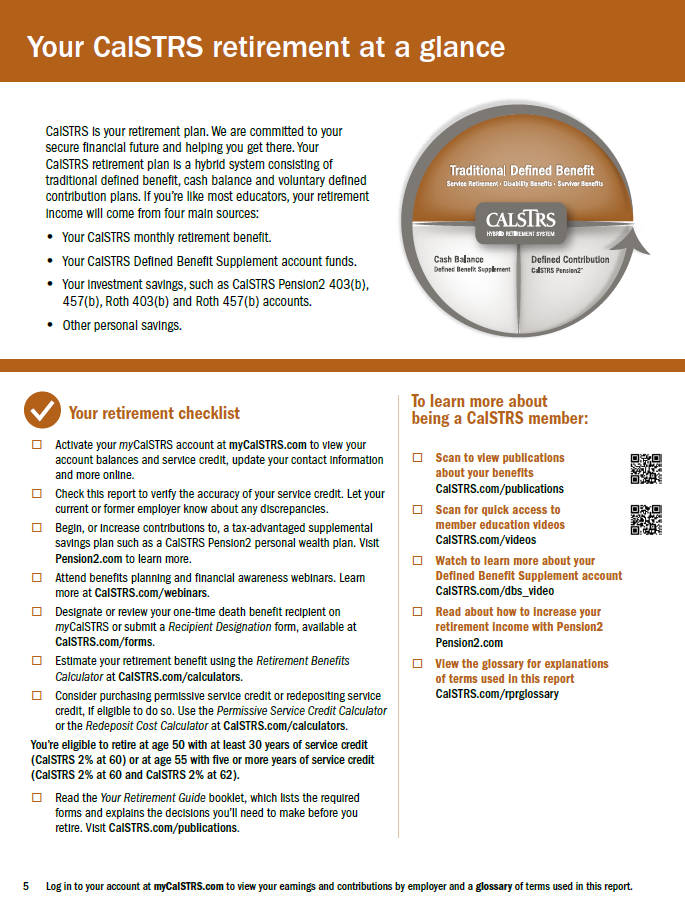 Your CalSTRS retirement at a glance
CalSTRS is your retirement plan. We are committed to your
secure financial future and helping you get there. Your
CalSTRS retirement plan is a hybrid system consisting of
traditional defined benefit, cash balance and voluntary defined
contribution plans. If you're like most educators, your retirement
income will come from four main sources:
• Your CalSTRS monthly retirement benefit.
• Your CalSTRS Defined Benefit Supplement account funds.
• Your investment savings, such as CalSTRS Pension2 403(b),
457(b), Roth 403(b) and Roth 457(b) accounts.
• Other personal savings.
Traditional Defined Benefit
Service Retirement • Disability Benefits • Survivor Benefits
CALSTRS
HYBRID RETIREMENT SYSTEM
Cash Balance
Defined Benefit Supplement
Defined Contribution
CalSTRS Pension2®
Your retirement checklist
Activate your myCalSTRS account at myCalSTRS.com to view your
account balances and service credit, update your contact information
and more online.
Check this report to verify the accuracy of your service credit. Let your
current or former employer know about any discrepancies.
Begin, or increase contributions to, a tax-advantaged supplemental
savings plan such as a CalSTRS Pension2 personal wealth plan. Visit
Pension2.com to learn more.
Attend benefits planning and financial awareness webinars. Learn
more at CalSTRS.com/webinars.
Designate or review your one-time death benefit recipient on
myCalSTRS or submit a Recipient Designation form, available at
CalSTRS.com/forms.
Estimate your retirement benefit using the Retirement Benefits
Calculator at CalSTRS.com/calculators.
Consider purchasing permissive service credit or redepositing service
credit, if eligible to do so. Use the Permissive Service Credit Calculator
or the Redeposit Cost Calculator at CalSTRS.com/calculators.
You're eligible to retire at age 50 with at least 30 years of service credit
(CalSTRS 2% at 60) or at age 55 with five or more years of service credit
(CalSTRS 2% at 60 and CalSTRS 2% at 62).
Read the Your Retirement Guide booklet, which lists the required
forms and explains the decisions you'll need to make before you
retire. Visit CalSTRS.com/publications.
To learn more about
being a CalSTRS member:
Scan to view publications
about your benefits
CalSTRS.com/publications
Scan for quick access to
member education videos
CalSTRS.com/videos
Watch to learn more about your
Defined Benefit Supplement account
CalSTRS.com/dbs_video
Read about how to increase your
retirement income with Pension2
Pension2.com
View the glossary for explanations
of terms used in this report
CalSTRS.com/rprglossary
5 Log in to your account at myCalSTRS.com to view your earnings and contributions by employer and a glossary of terms used in this report.